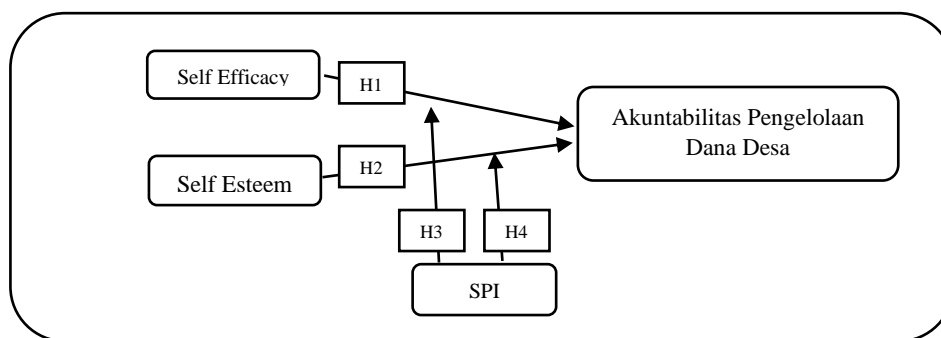 Self Efficacy
H1
Akuntabilitas Pengelolaan
Dana Desa
H2
Self Esteem
H3
H4
SPI